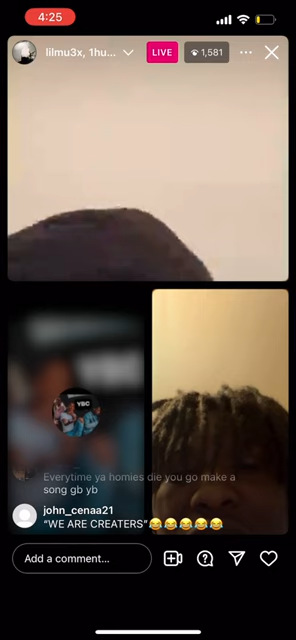 4:25
lilmu3x, 1hu...
LIVE
1,581
YBC
Everytime ya homies die you go make a
song gb yb
john_cenaa21
“WE ARE CREATERS”😂😂😂😂😂
Add a comment...